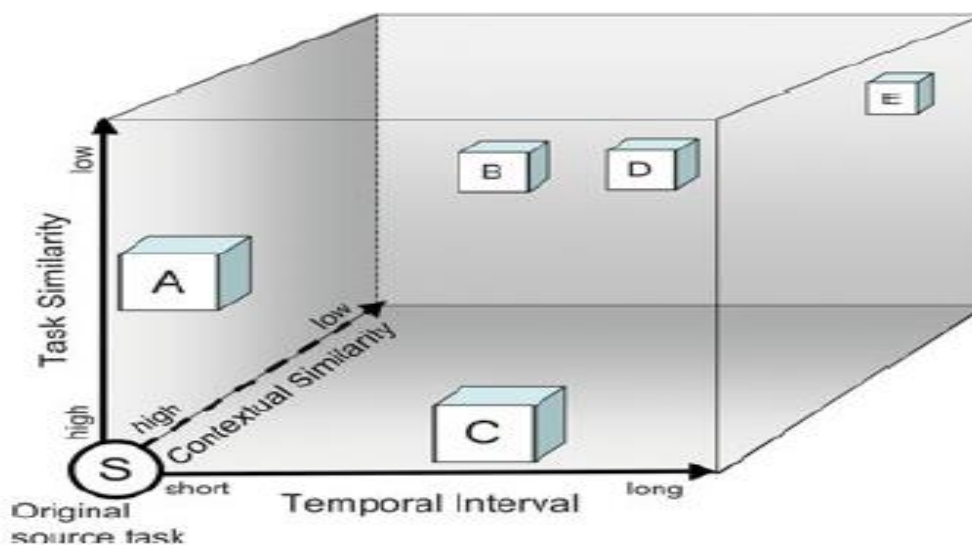 E
B
D
low
Task Similarity
A
low
Contextual Similarity
high
high
C
S
short
long
Temporal Interval
Original
source task